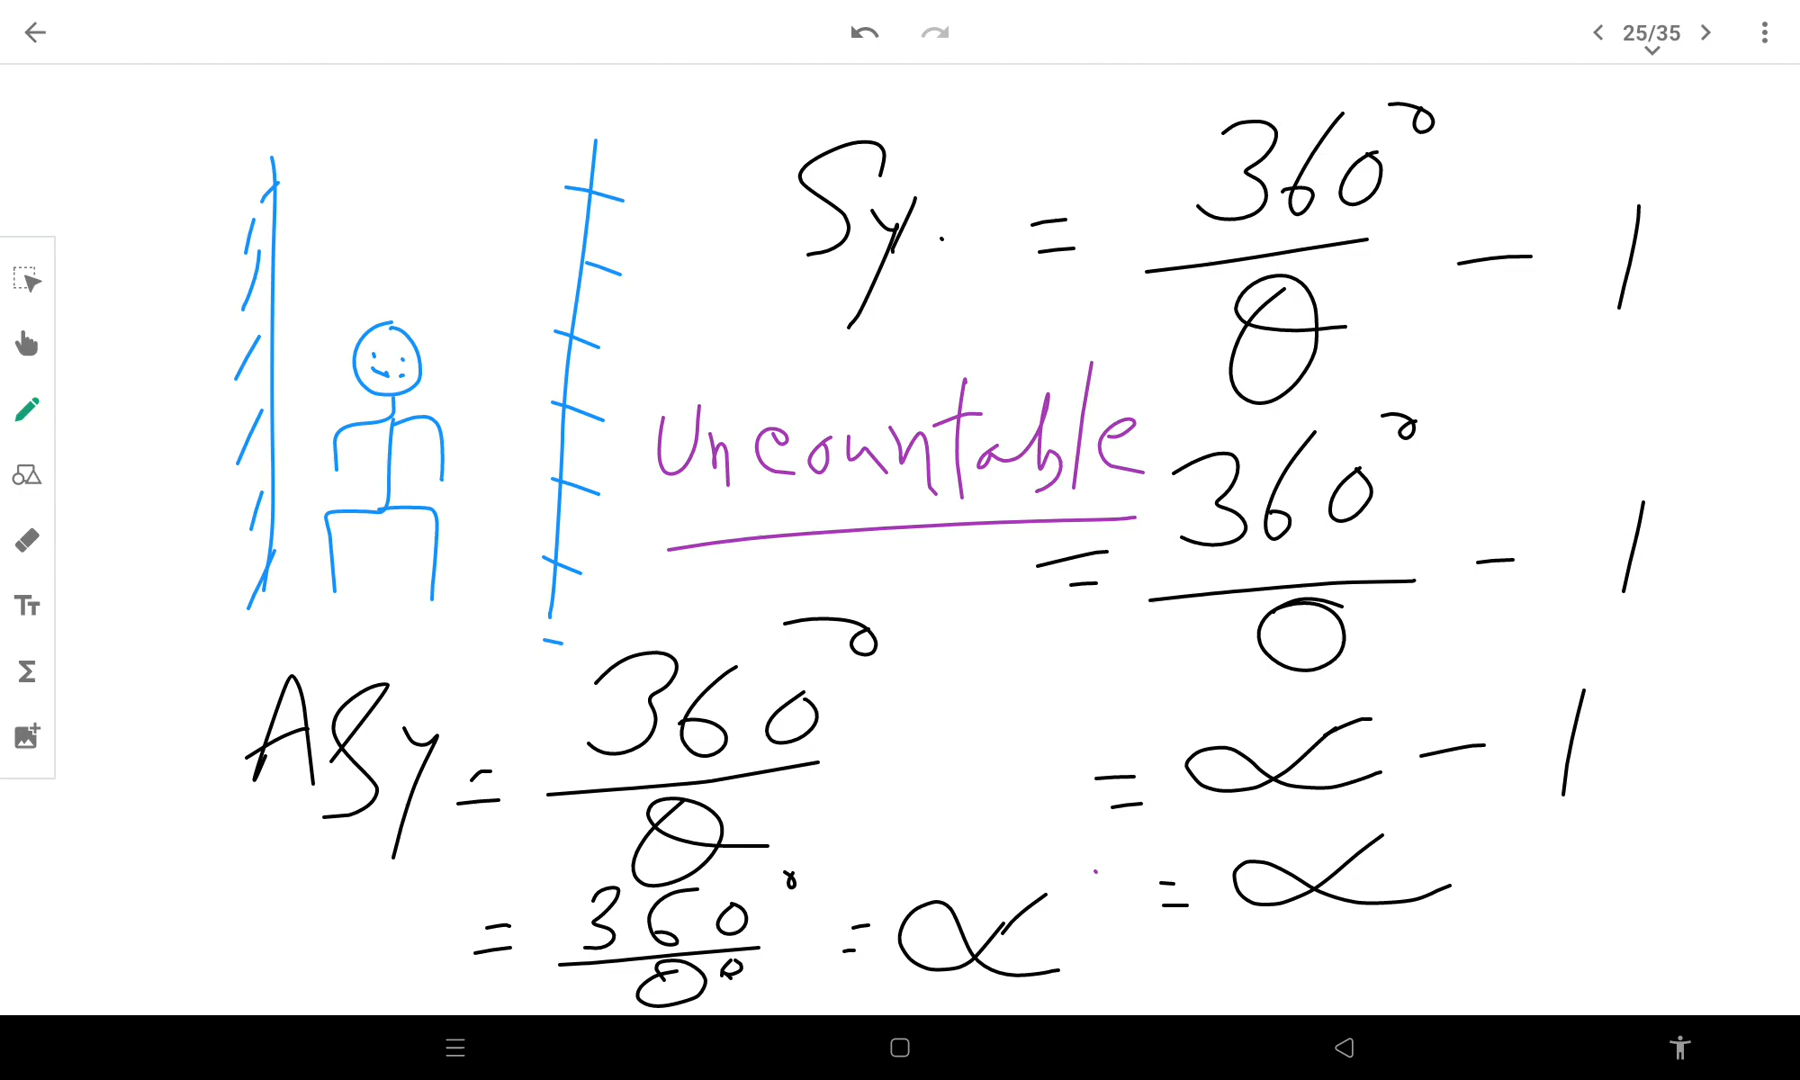 25/35
Sy. = 360° / θ - 1
Uncountable
= 360° / 0 - 1
ASy = 360° / θ
= ∝ - 1
= 360° / 0° = ∝
= ∝